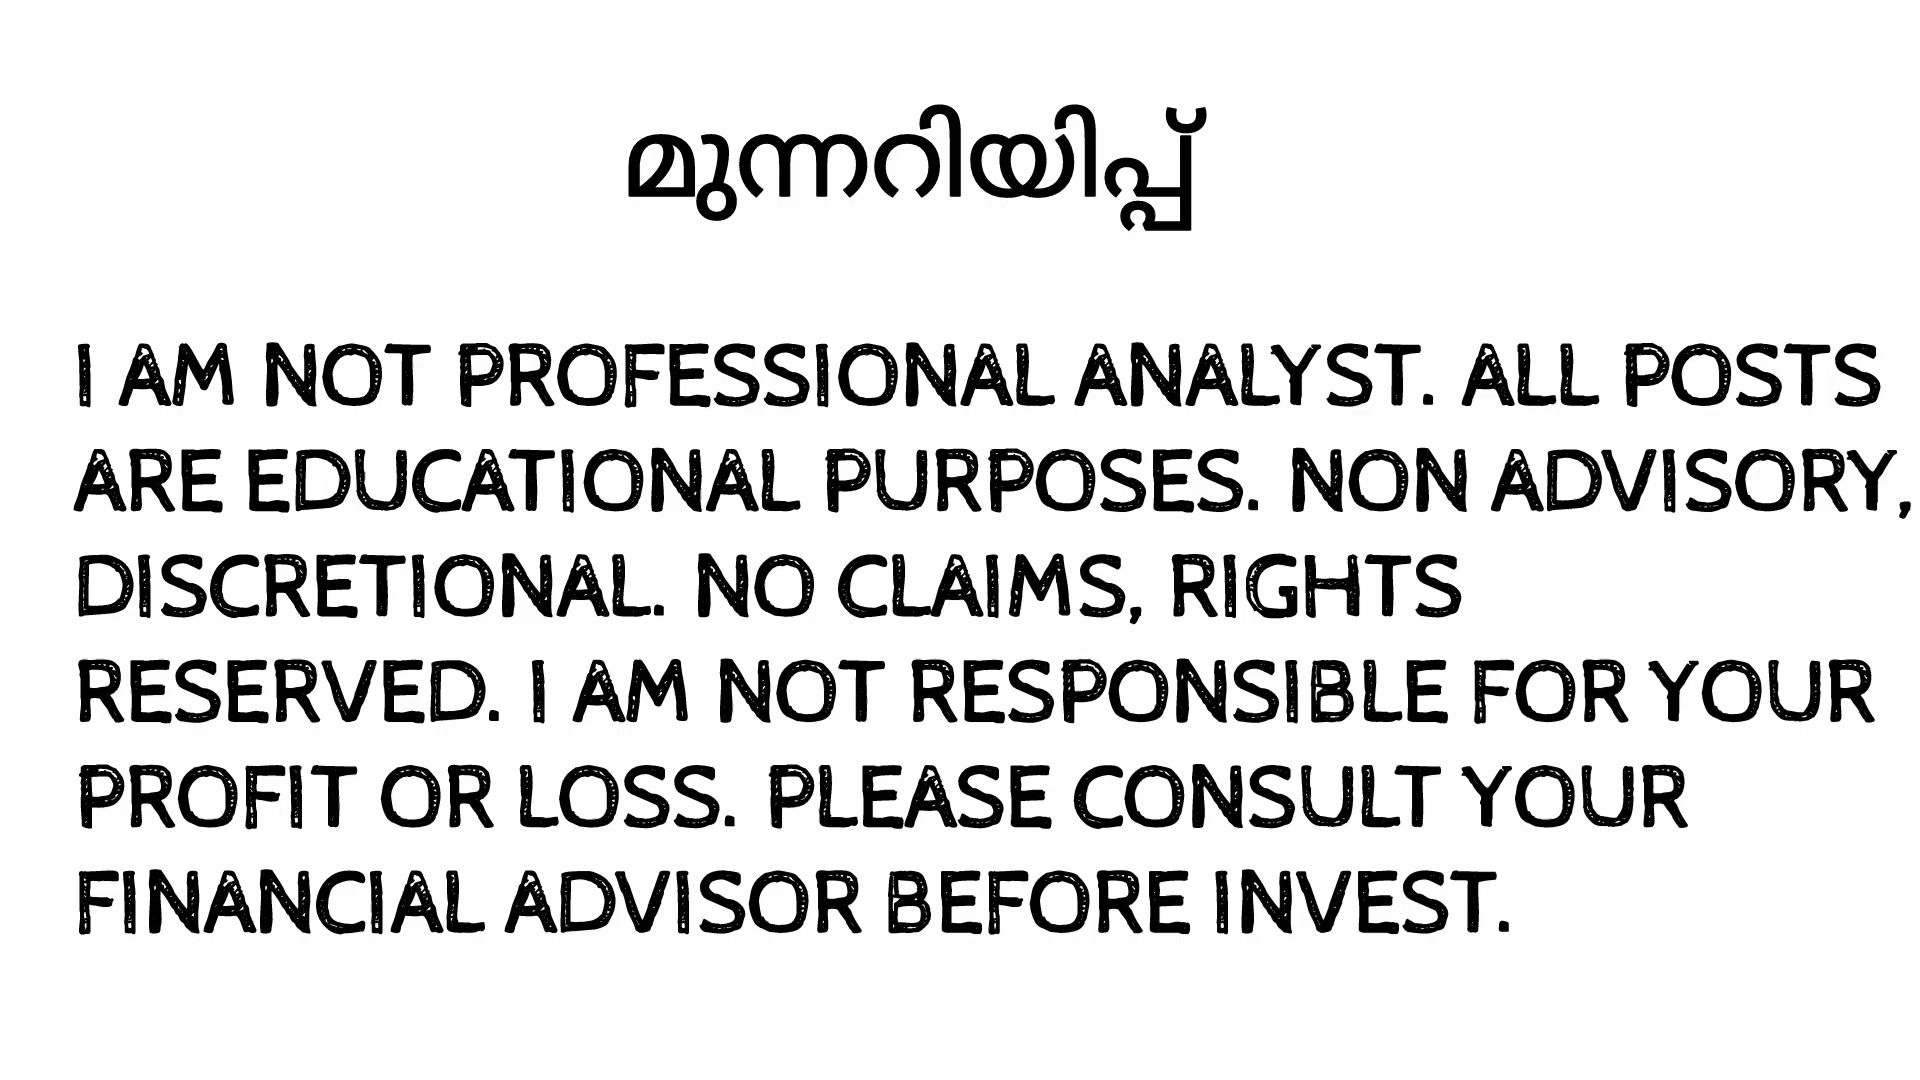 മുന്നറിയിപ്പ്
I AM NOT PROFESSIONAL ANALYST. ALL POSTS
ARE EDUCATIONAL PURPOSES. NON ADVISORY,
DISCRETIONAL. NO CLAIMS, RIGHTS
RESERVED. I AM NOT RESPONSIBLE FOR YOUR
PROFIT OR LOSS. PLEASE CONSULT YOUR
FINANCIAL ADVISOR BEFORE INVEST.